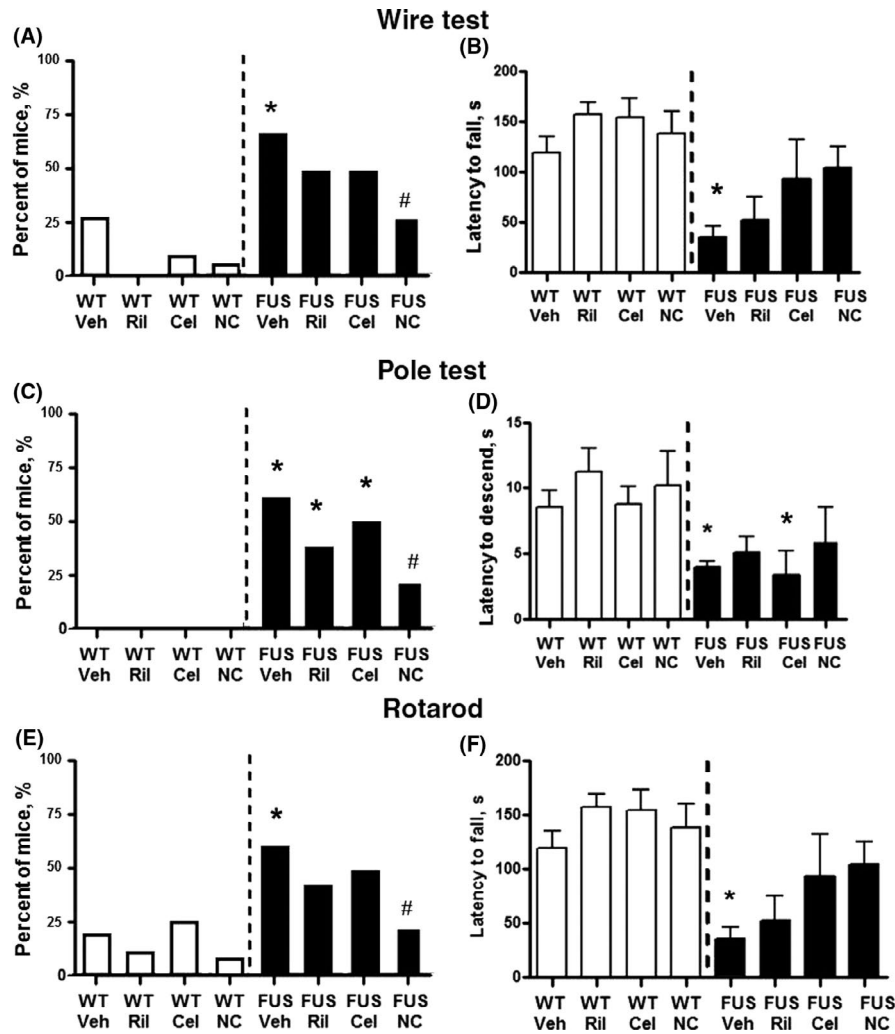 Wire test
(A)
Percent of mice, %
100
75
50
25
0
*
#
WT WT WT WT FUS FUS FUS FUS
Veh Ril Cel NC Veh Ril Cel NC
(B)
Latency to fall, s
200
150
100
50
0
*
WT WT WT WT FUS FUS FUS FUS
Veh Ril Cel NC Veh Ril Cel NC
Pole test
(C)
Percent of mice, %
100
75
50
25
0
* * *
#
WT WT WT WT FUS FUS FUS FUS
Veh Ril Cel NC Veh Ril Cel NC
(D)
Latency to descend, s
15
10
5
0
* *
WT WT WT WT FUS FUS FUS FUS
Veh Ril Cel NC Veh Ril Cel NC
Rotarod
(E)
Percent of mice, %
100
75
50
25
0
*
#
WT WT WT WT FUS FUS FUS FUS
Veh Ril Cel NC Veh Ril Cel NC
(F)
Latency to fall, s
200
150
100
50
0
*
WT WT WT WT FUS FUS FUS FUS
Veh Ril Cel NC Veh Ril Cel NC